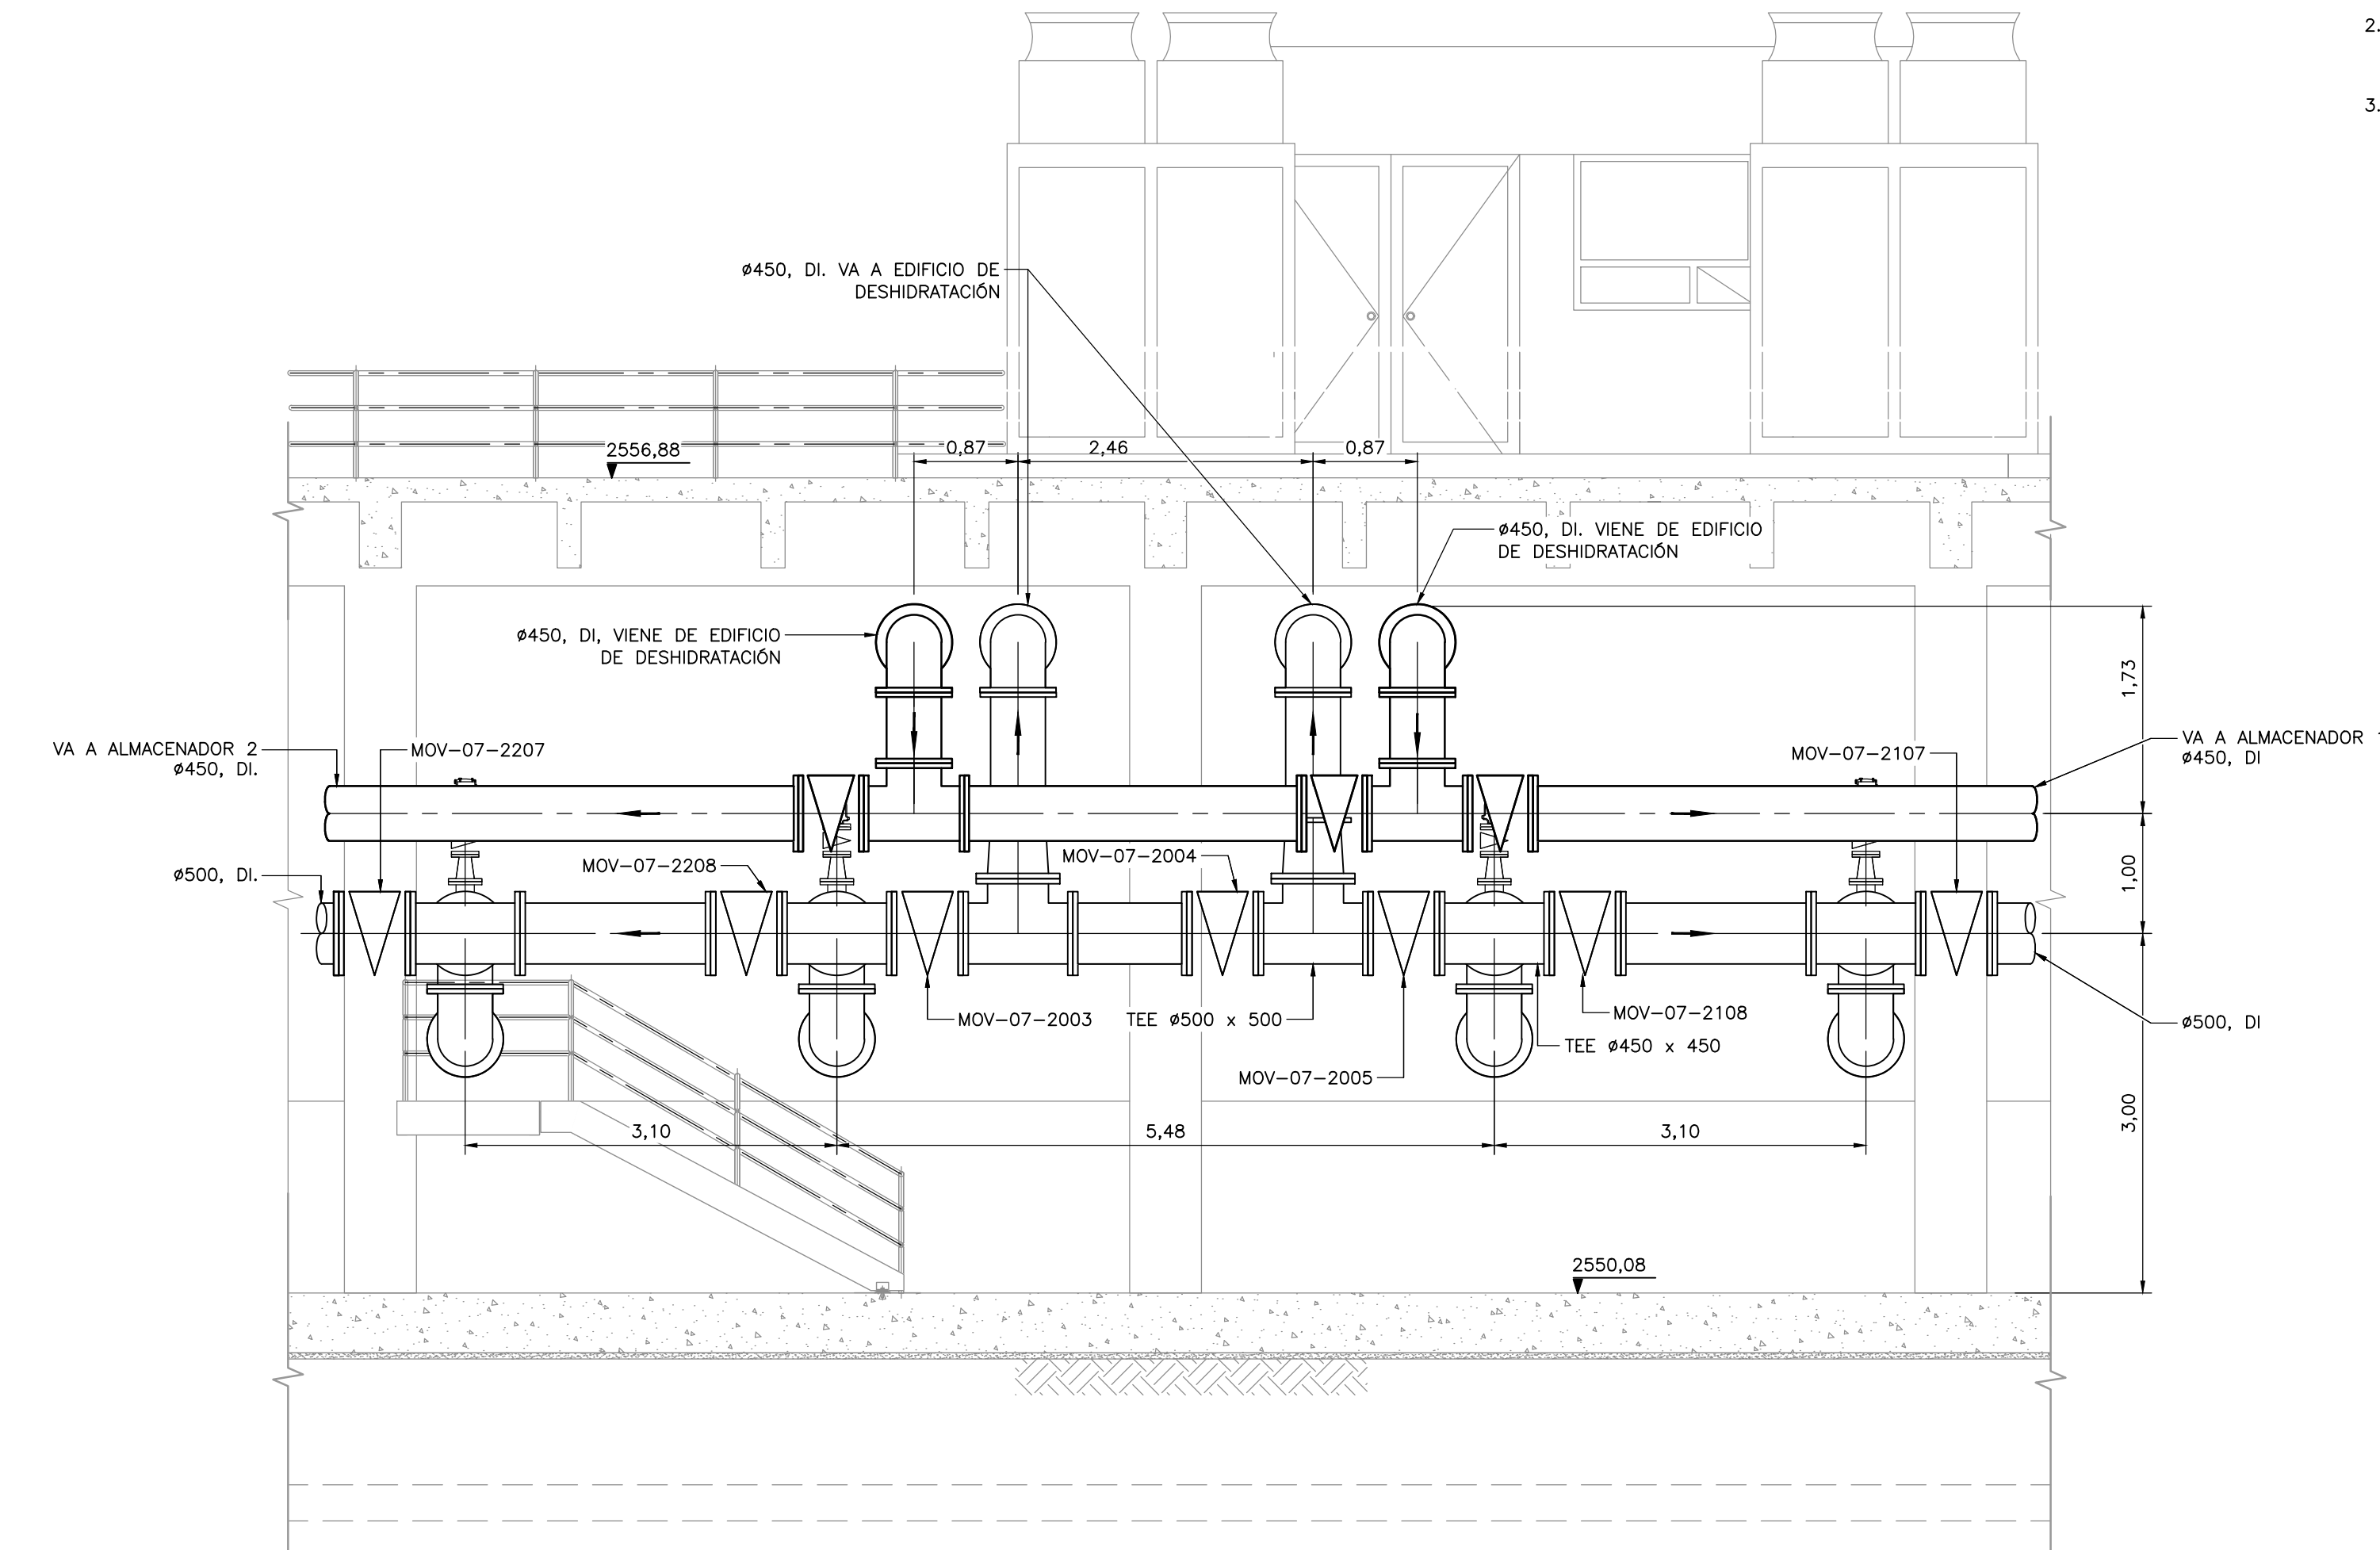 2.
3.
ø450, DI. VA A EDIFICIO DE
DESHIDRATACIÓN
2556,88
0,87
2,46
0,87
ø450, DI. VIENE DE EDIFICIO
DE DESHIDRATACIÓN
ø450, DI, VIENE DE EDIFICIO
DE DESHIDRATACIÓN
1,73
VA A ALMACENADOR 2
ø450, DI.
MOV-07-2207
MOV-07-2107
VA A ALMACENADOR
ø450, DI
ø500, DI.
MOV-07-2208
MOV-07-2004
1,00
MOV-07-2003
TEE ø500 x 500
MOV-07-2108
ø500, DI
TEE ø450 x 450
MOV-07-2005
3,10
5,48
3,10
3,00
2550,08